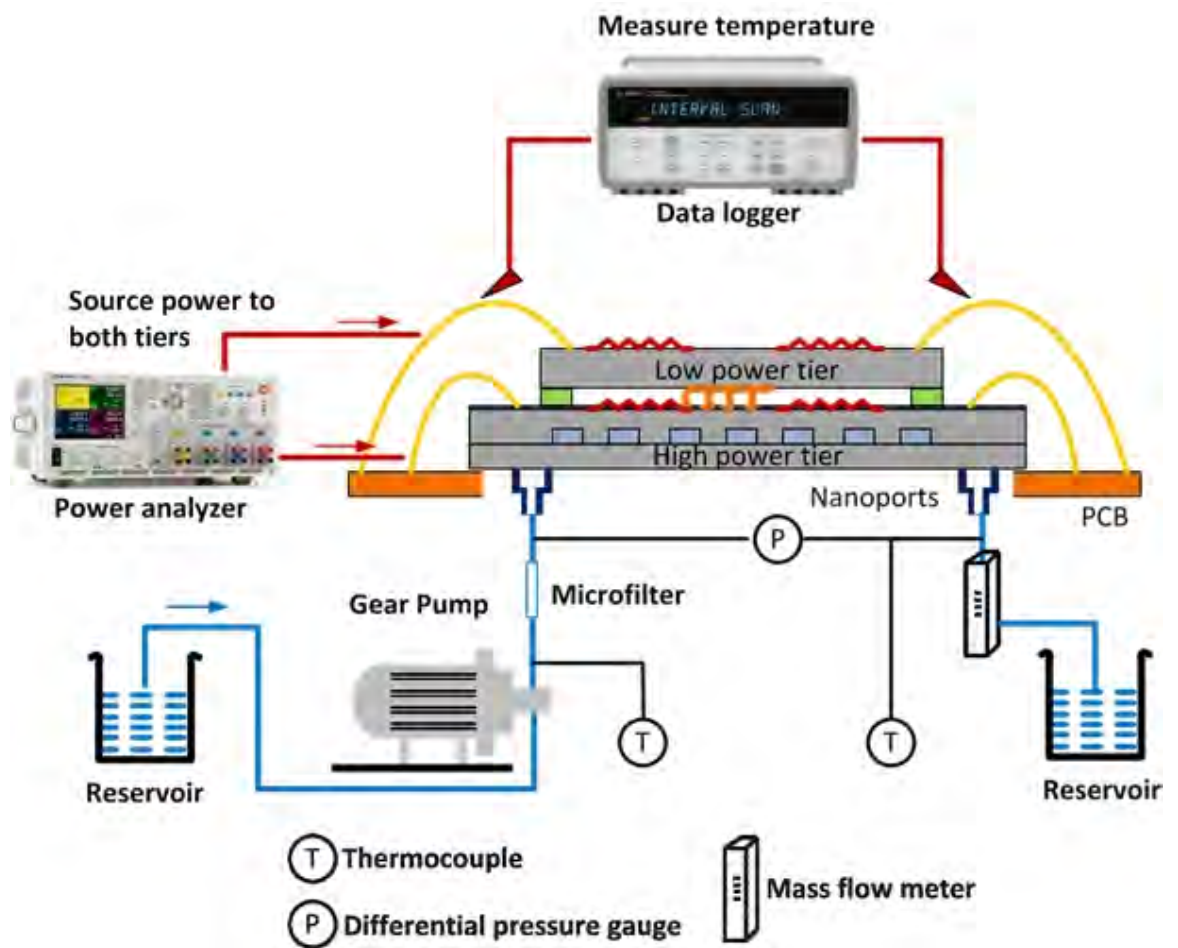 Measure temperature
INTERVAL SCAN
Data logger
Source power to
both tiers
Low power tier
High power tier
Power analyzer
Nanoports
PCB
P
Gear Pump
Microfilter
T
T
Reservoir
Reservoir
T Thermocouple
Mass flow meter
P Differential pressure gauge